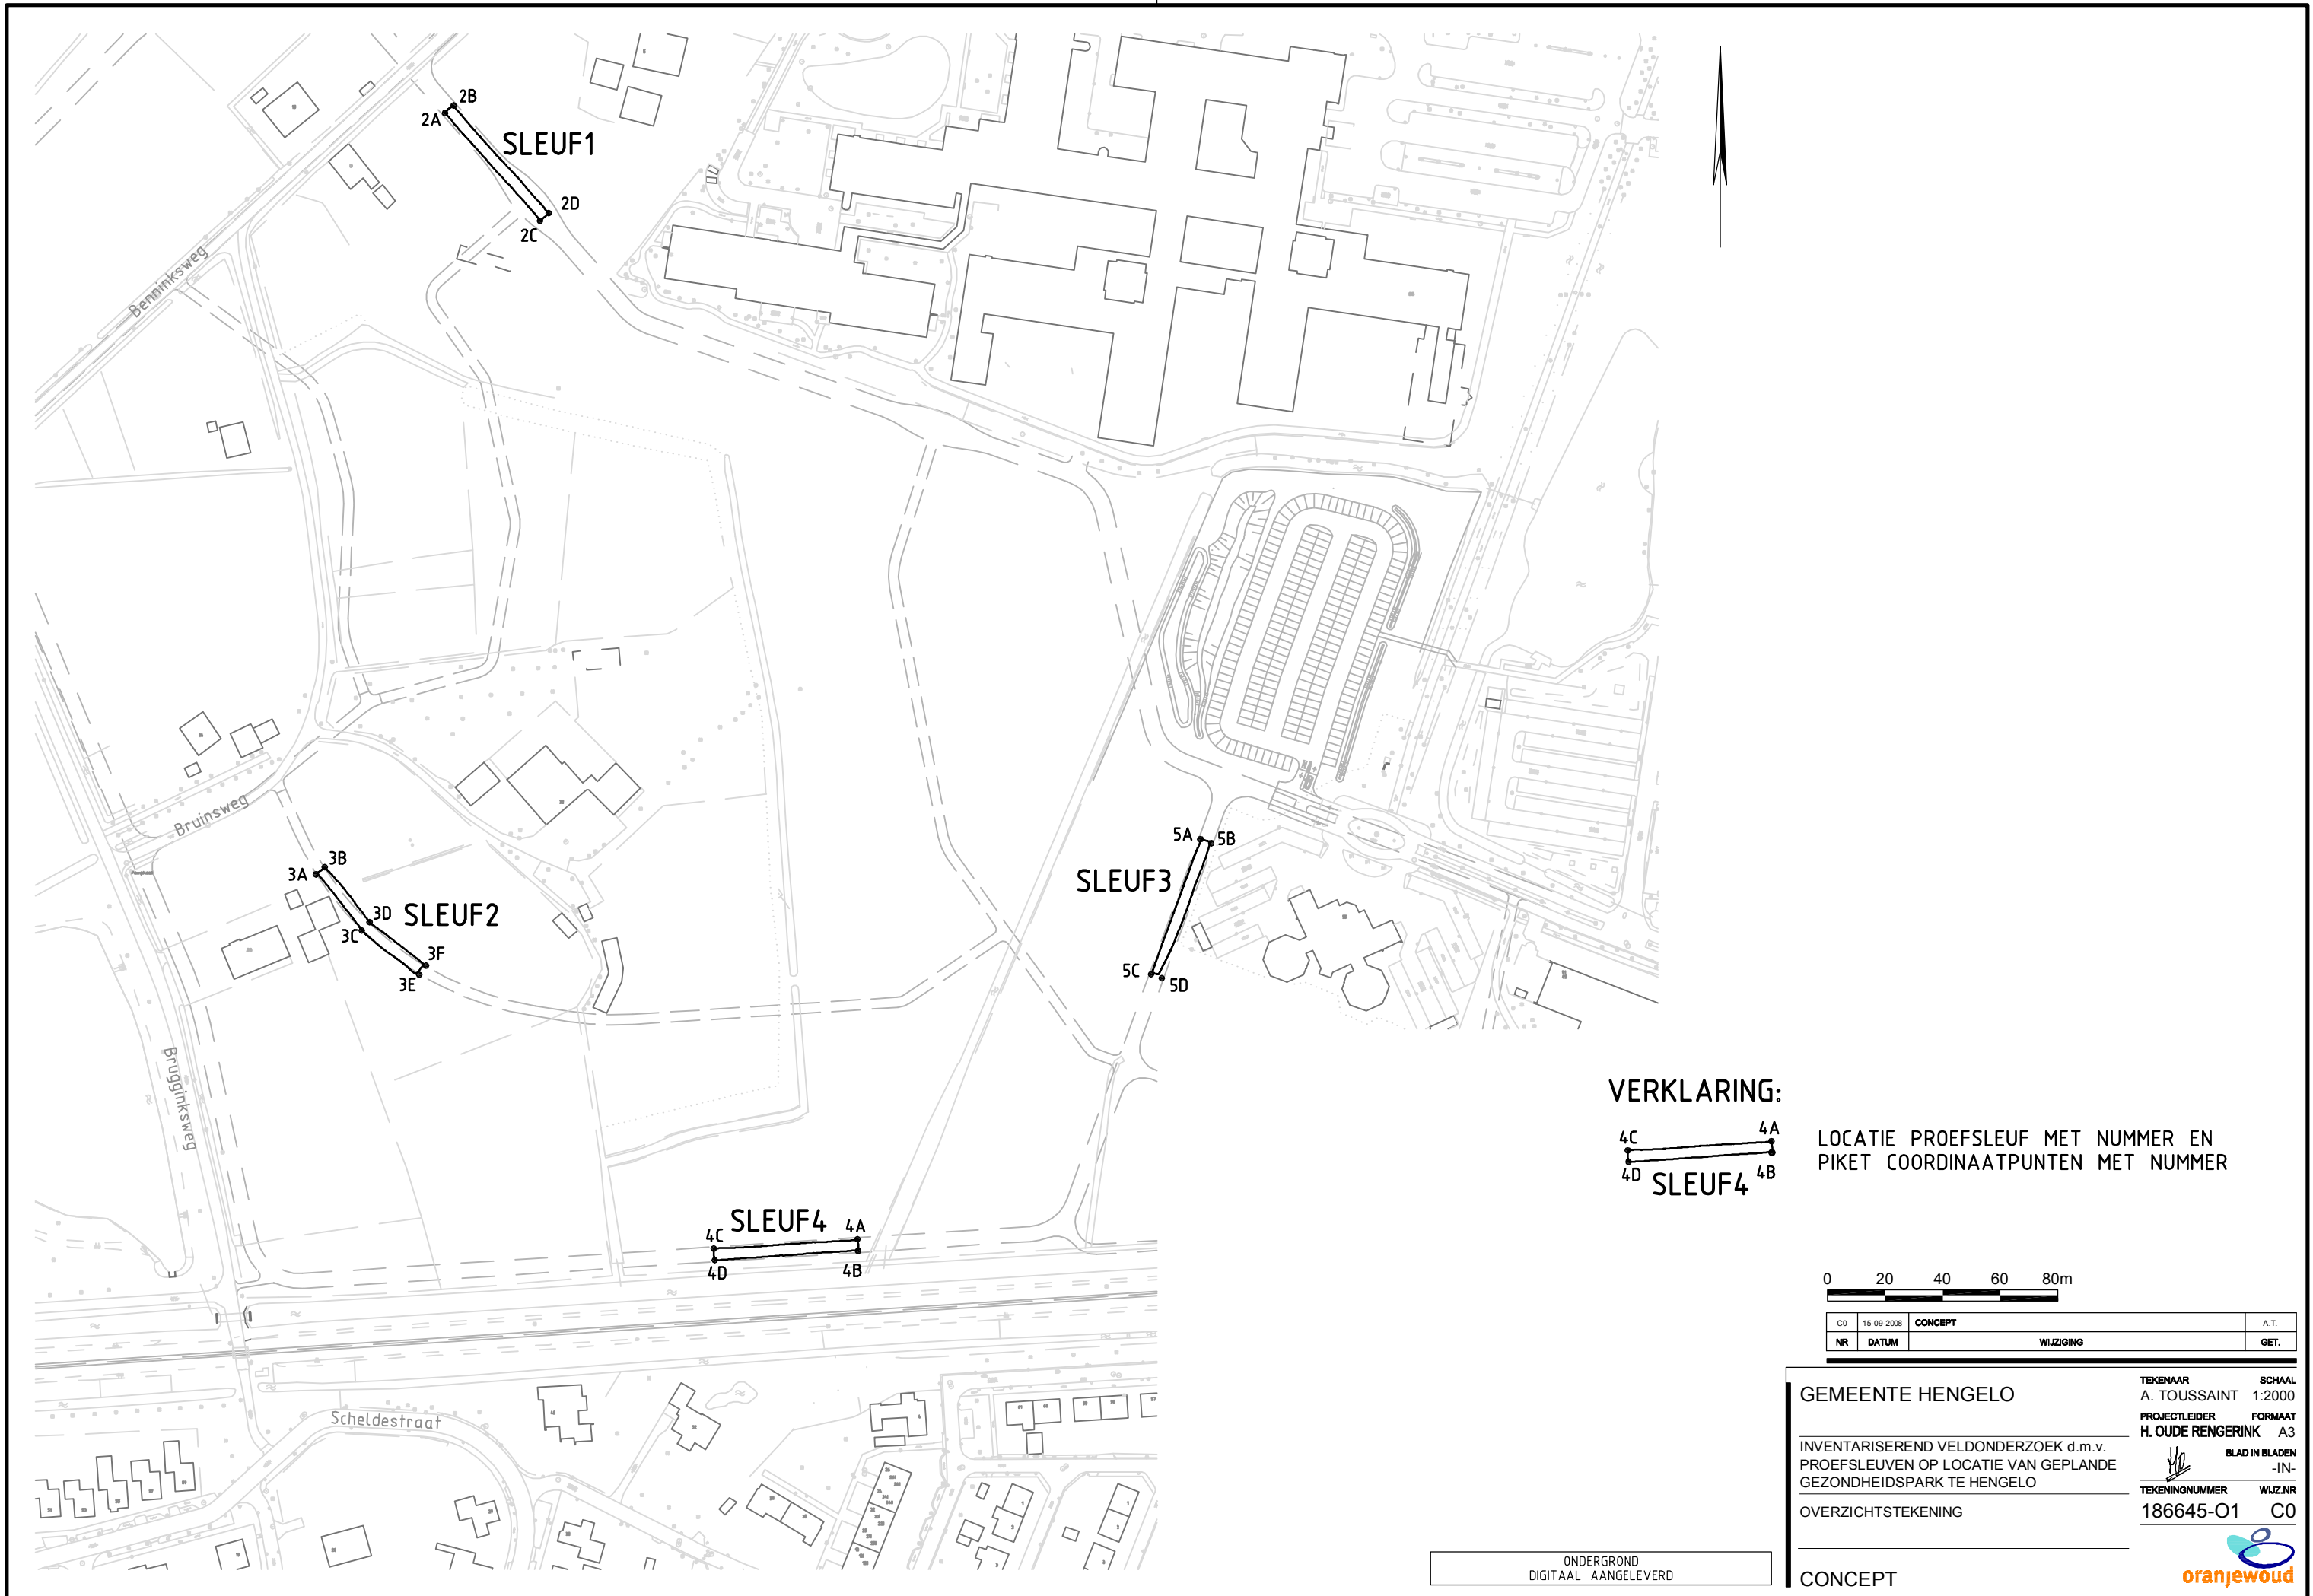 2B
2A
SLEUF1
2D
2C
Benninksweg
Bruinsweg
3B
3A
3D
SLEUF2
3C
3F
3E
5A
5B
SLEUF3
5C
5D
Brugginksweg
SLEUF4
4A
4C
4D
4B
Scheldestraat
VERKLARING:
4C
4A
4D
SLEUF4
4B
LOCATIE PROEFSLEUF MET NUMMER EN
PIKET COORDINAATPUNTEN MET NUMMER
0 20 40 60 80m
C0 15-09-2008 CONCEPT A.T.
NR DATUM WIJZIGING GET.
GEMEENTE HENGELO
INVENTARISEREND VELDONDERZOEK d.m.v.
PROEFSLEUVEN OP LOCATIE VAN GEPLANDE
GEZONDHEIDSPARK TE HENGELO
OVERZICHTSTEKENING
CONCEPT
TEKENAAR SCHAAL
A. TOUSSAINT 1:2000
PROJECTLEIDER FORMAAT
H. OUDE RENGERINK A3
BLAD IN BLADEN
-IN-
TEKENINGNUMMER WIJZ.NR
186645-O1 C0
oranjewoud
ONDERGROND
DIGITAAL AANGELEVERD